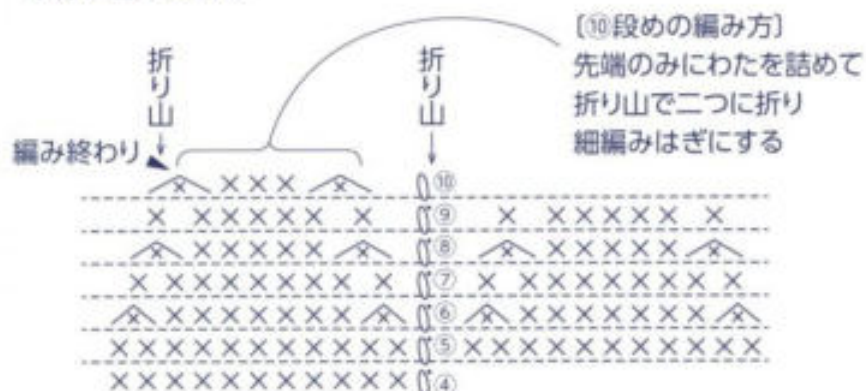 [⑩段めの編み方]
先端のみにわたを詰めて
折り山で二つに折り
細編みはぎにする
折り山
折り山
編み終わり
⑩
⑨
⑧
⑦
⑥
⑤
④